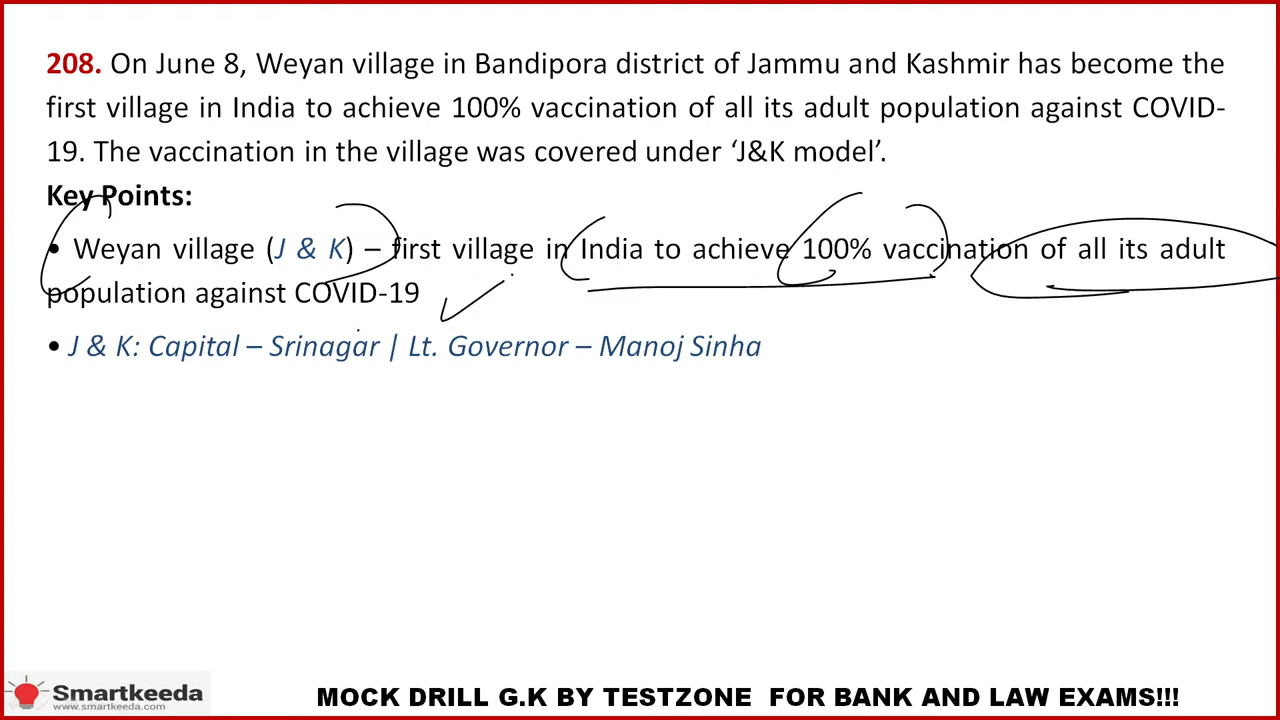 208. On June 8, Weyan village in Bandipora district of Jammu and Kashmir has become the
first village in India to achieve 100% vaccination of all its adult population against COVID-
19. The vaccination in the village was covered under ‘J&K model’.
Key Points:
• Weyan village (J & K) – first village in India to achieve 100% vaccination of all its adult
population against COVID-19
• J & K: Capital – Srinagar | Lt. Governor – Manoj Sinha
Smartkeeda
www.smartkeeda.com
MOCK DRILL G.K BY TESTZONE FOR BANK AND LAW EXAMS!!!